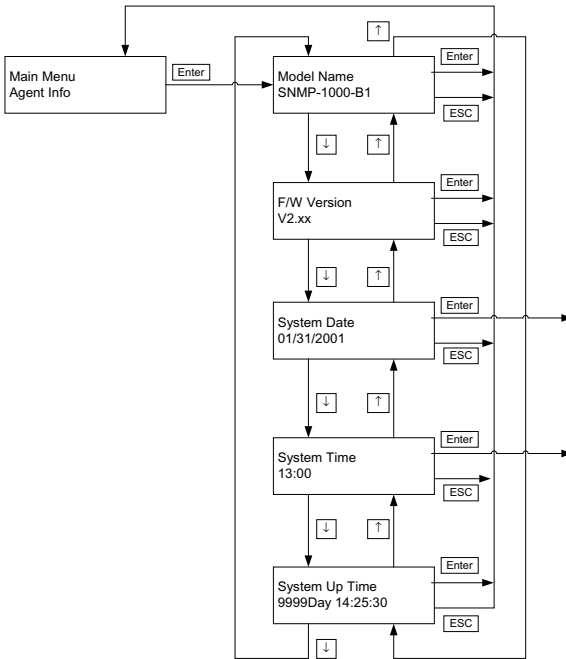 ↑
Main Menu
Agent Info
Enter
Model Name
SNMP-1000-B1
Enter
ESC
↓
↑
F/W Version
V2.xx
Enter
ESC
↓
↑
System Date
01/31/2001
Enter
ESC
↓
↑
System Time
13:00
Enter
ESC
↓
↑
System Up Time
9999Day 14:25:30
Enter
ESC
↓